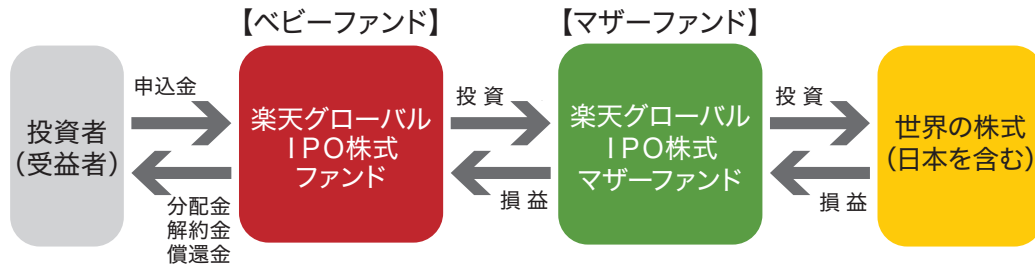 【ベビーファンド】
【マザーファンド】
投資者
（受益者）
申込金
分配金
解約金
償還金
楽天グローバル
IPO株式
ファンド
投 資
損 益
楽天グローバル
IPO株式
マザーファンド
投 資
損 益
世界の株式
（日本を含む）